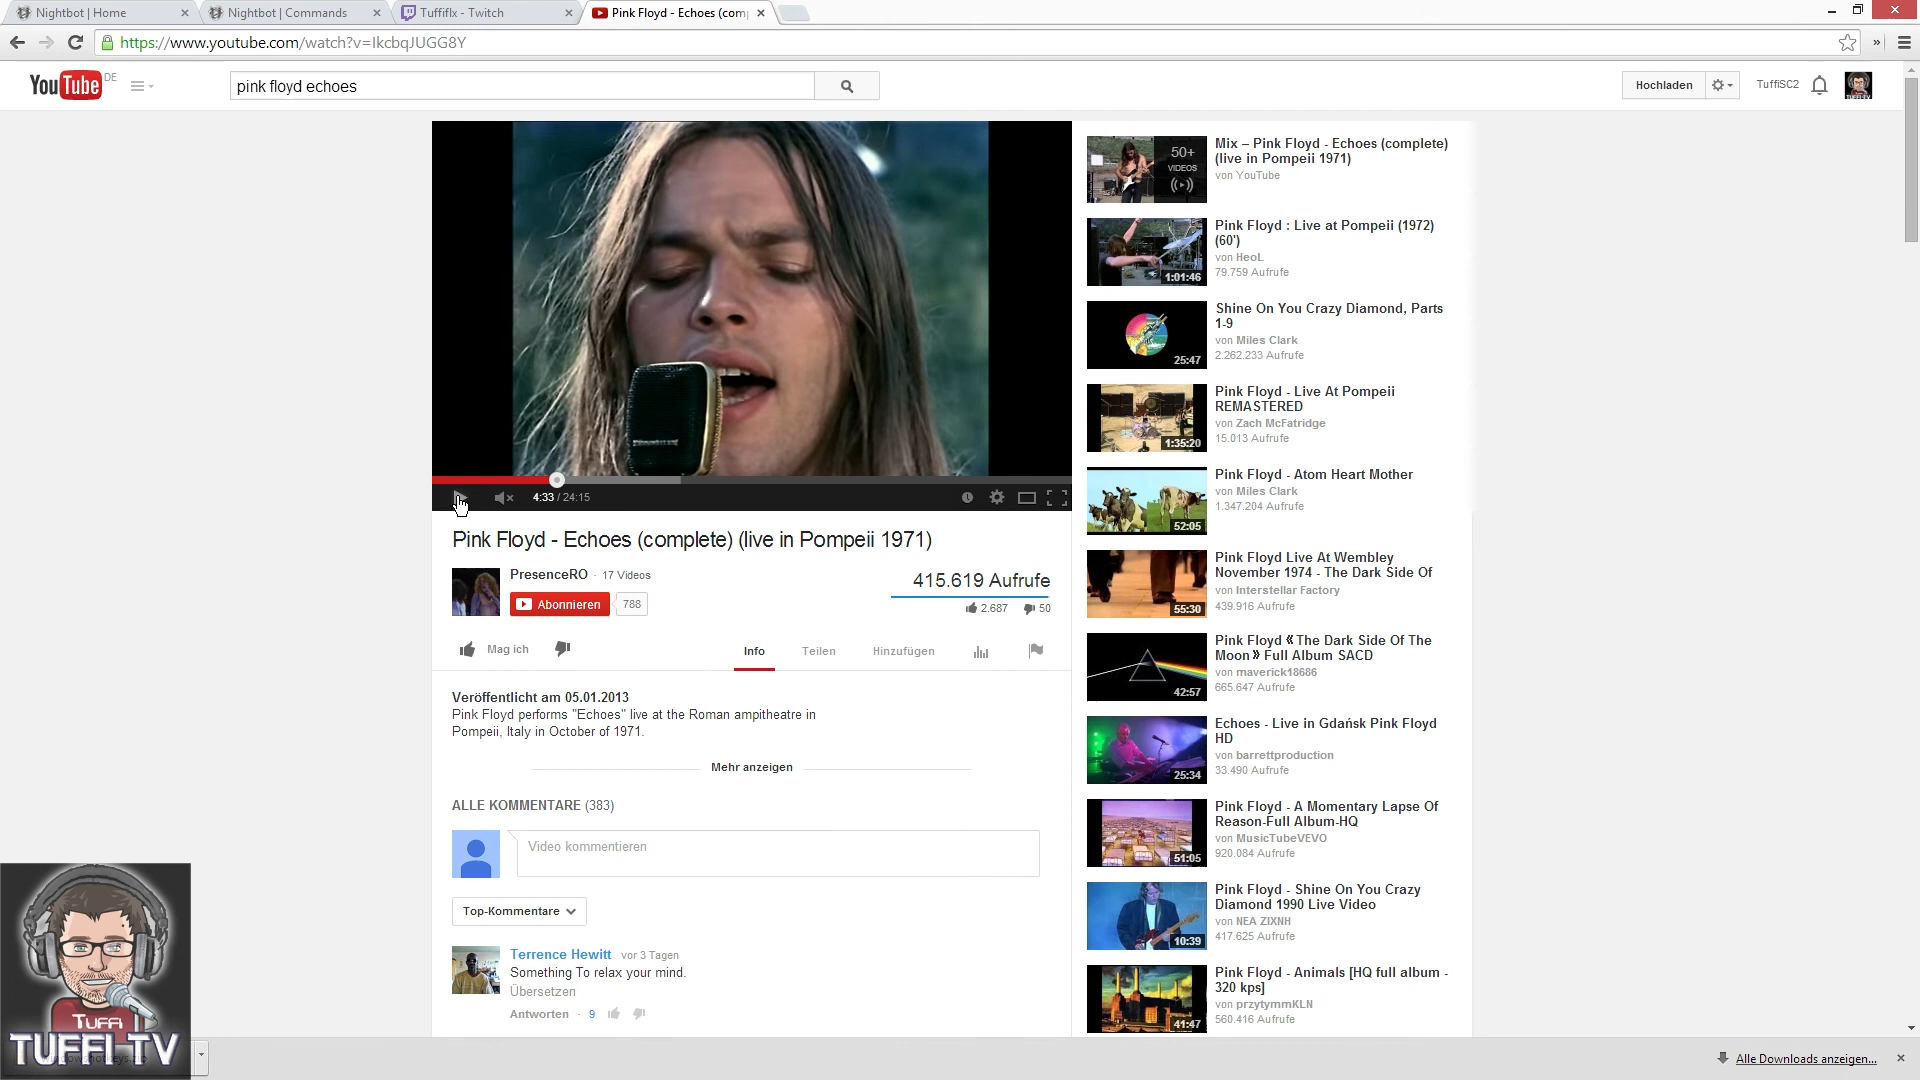 Nightbot | Home
Nightbot | Commands
Tuffiflx - Twitch
Pink Floyd - Echoes (com
https://www.youtube.com/watch?v=IkcbqJUGG8Y
YouTube DE
pink floyd echoes
Hochladen
TuffiSC2
4:33 / 24:15
Pink Floyd - Echoes (complete) (live in Pompeii 1971)
PresenceRO · 17 Videos
Abonnieren 788
415.619 Aufrufe
2.687 50
Mag ich
Info Teilen Hinzufügen
Veröffentlicht am 05.01.2013
Pink Floyd performs "Echoes" live at the Roman ampitheatre in
Pompeii, Italy in October of 1971.
Mehr anzeigen
ALLE KOMMENTARE (383)
Video kommentieren
Top-Kommentare
Terrence Hewitt vor 3 Tagen
Something To relax your mind.
Übersetzen
Antworten · 9
50+
VIDEOS
Mix – Pink Floyd - Echoes (complete)
(live in Pompeii 1971)
von YouTube
1:01:46
Pink Floyd : Live at Pompeii (1972)
(60')
von HeoL
79.759 Aufrufe
25:47
Shine On You Crazy Diamond, Parts
1-9
von Miles Clark
2.262.233 Aufrufe
1:35:20
Pink Floyd - Live At Pompeii
REMASTERED
von Zach McFatridge
15.013 Aufrufe
52:05
Pink Floyd - Atom Heart Mother
von Miles Clark
1.347.204 Aufrufe
55:30
Pink Floyd Live At Wembley
November 1974 - The Dark Side Of
von Interstellar Factory
439.916 Aufrufe
42:57
Pink Floyd《The Dark Side Of The
Moon》Full Album SACD
von maverick18686
665.647 Aufrufe
25:34
Echoes - Live in Gdańsk Pink Floyd
HD
von barrettproduction
33.490 Aufrufe
51:05
Pink Floyd - A Momentary Lapse Of
Reason-Full Album-HQ
von MusicTubeVEVO
920.084 Aufrufe
10:39
Pink Floyd - Shine On You Crazy
Diamond 1990 Live Video
von NEA ZIXNH
417.625 Aufrufe
41:47
Pink Floyd - Animals [HQ full album -
320 kps]
von przytymmKLN
560.416 Aufrufe
TUFFI
TUFFI TV
Alle Downloads anzeigen...